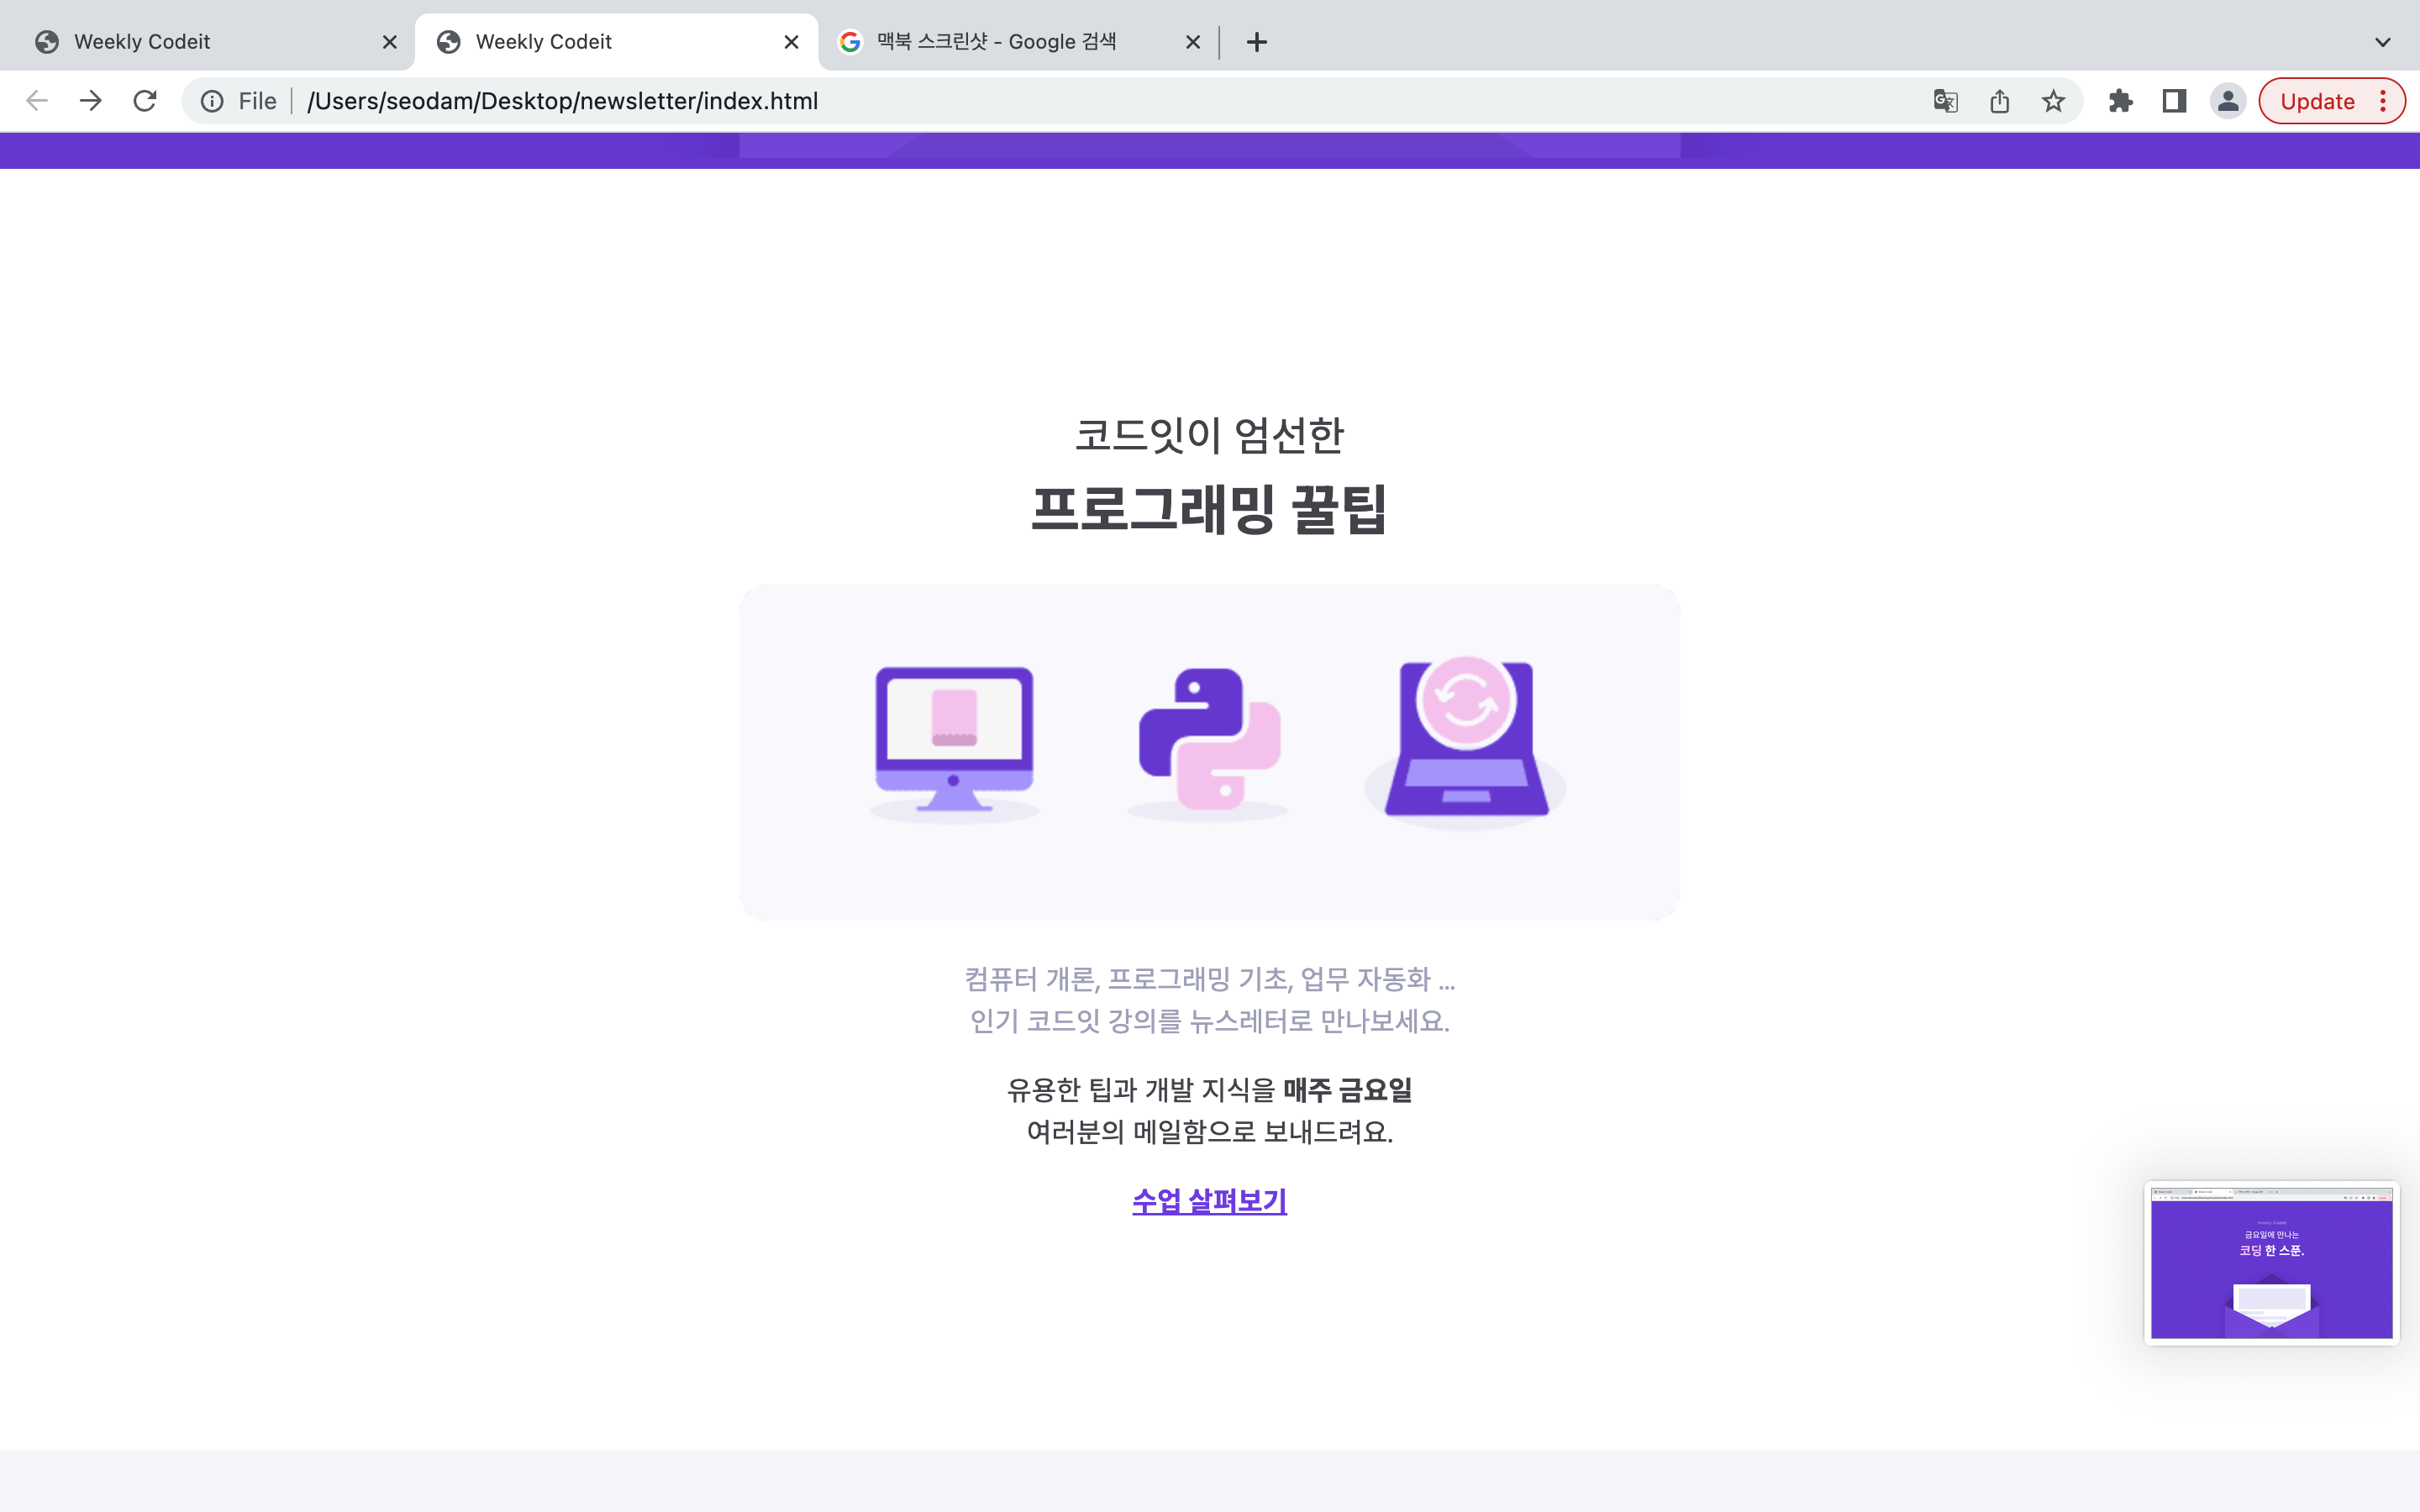 Weekly Codeit
Weekly Codeit
맥북 스크린샷 - Google 검색
File
/Users/seodam/Desktop/newsletter/index.html
Update
코드잇이 엄선한
프로그래밍 꿀팁
컴퓨터 개론, 프로그래밍 기초, 업무 자동화 ...
인기 코드잇 강의를 뉴스레터로 만나보세요.
유용한 팁과 개발 지식을 매주 금요일
여러분의 메일함으로 보내드려요.
수업 살펴보기
금요일에 만나는
코딩 한 스푼.